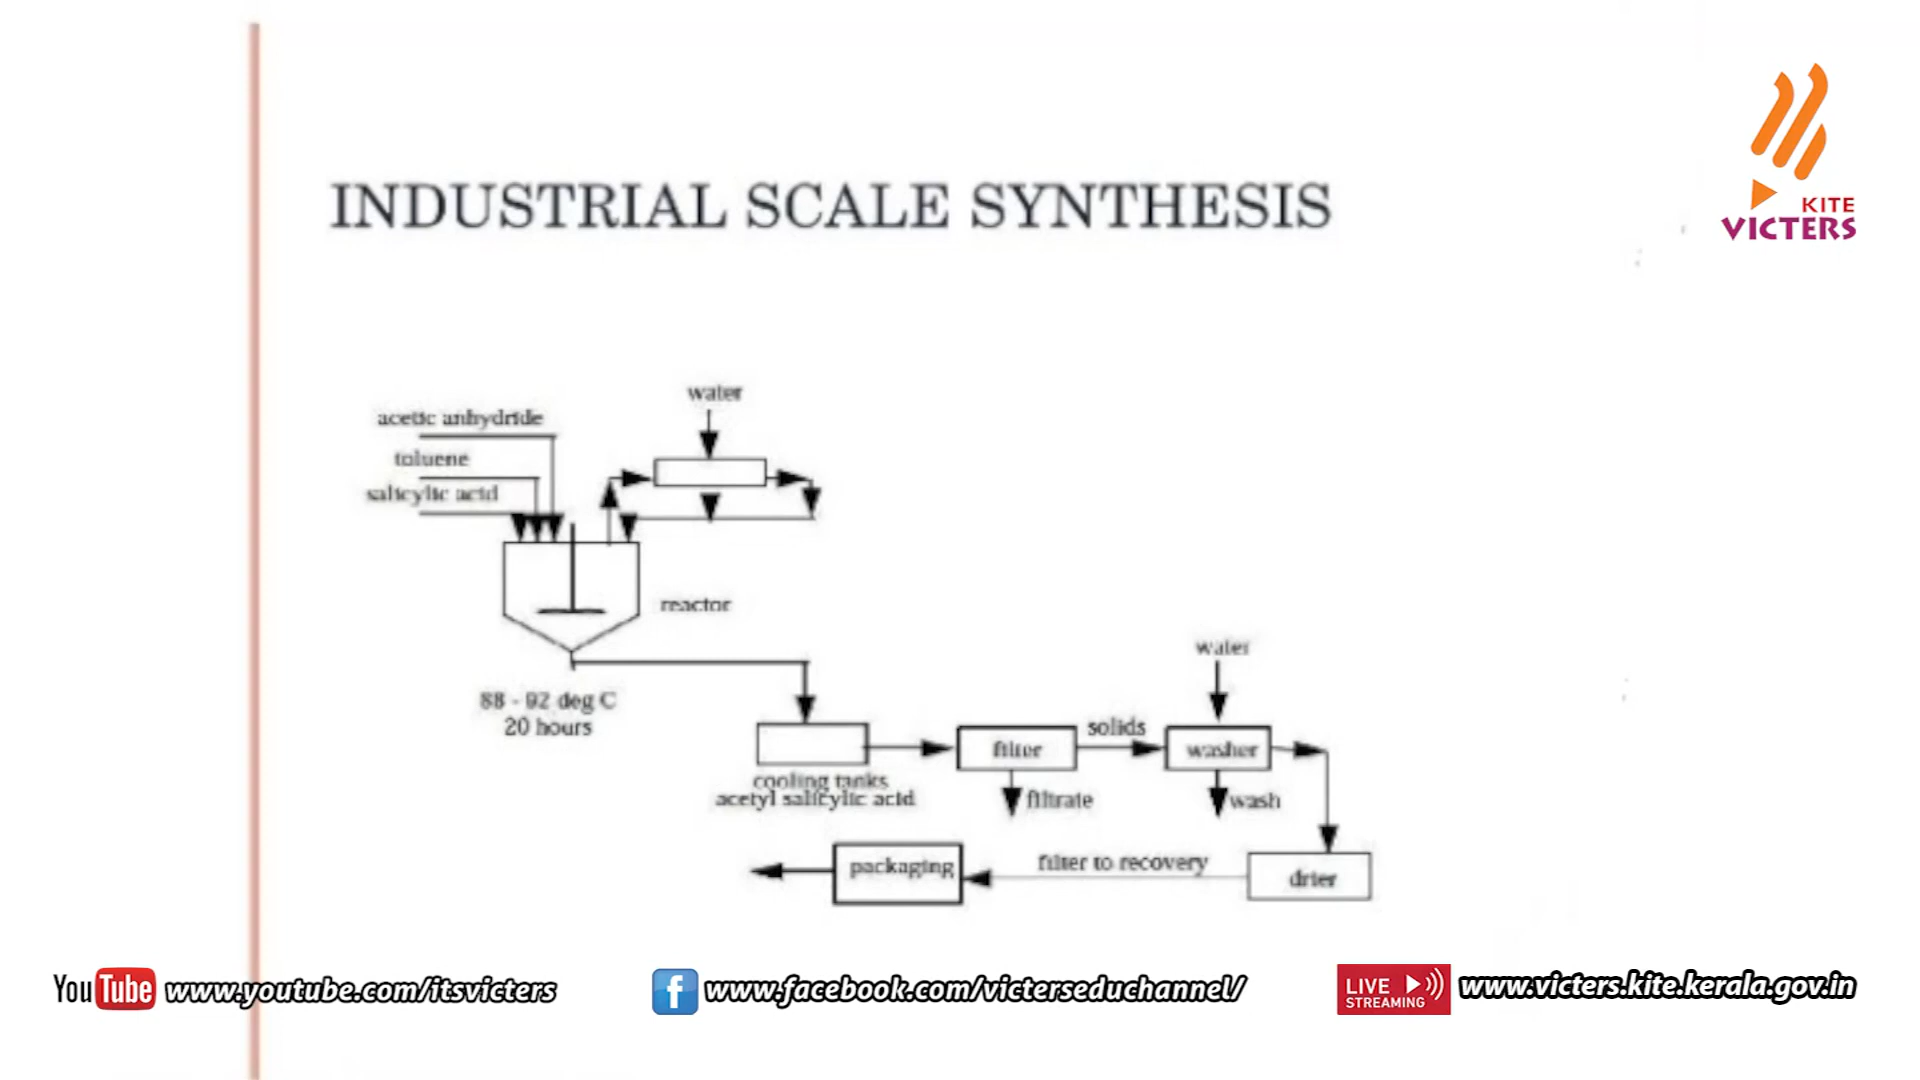 INDUSTRIAL SCALE SYNTHESIS
KITE
VICTERS
water
acetic anhydride
toluene
salicylic acid
reactor
88 - 92 deg C
20 hours
water
solids
filter
washer
cooling tanks
acetyl salicylic acid
filtrate
wash
packaging
filter to recovery
drier
YouTube www.youtube.com/itsvicters
f www.facebook.com/victerseduchannel/
LIVE STREAMING www.victers.kite.kerala.gov.in